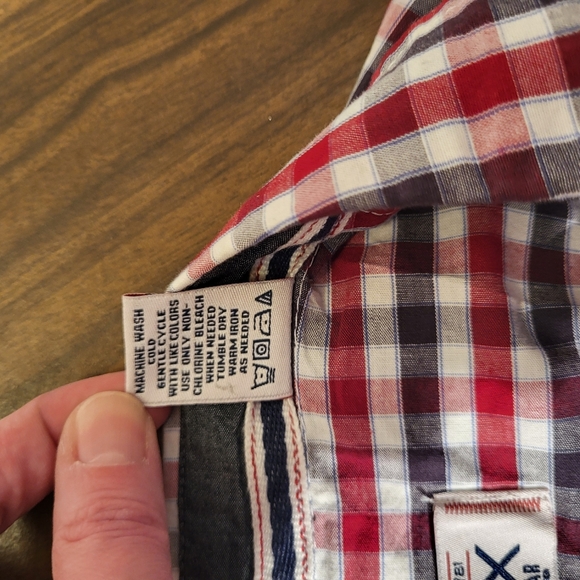 MACHINE WASH
COLD
GENTLE CYCLE
WITH LIKE COLORS
USE ONLY NON-
CHLORINE BLEACH
WHEN NEEDED
TUMBLE DRY
WARM IRON
AS NEEDED
X